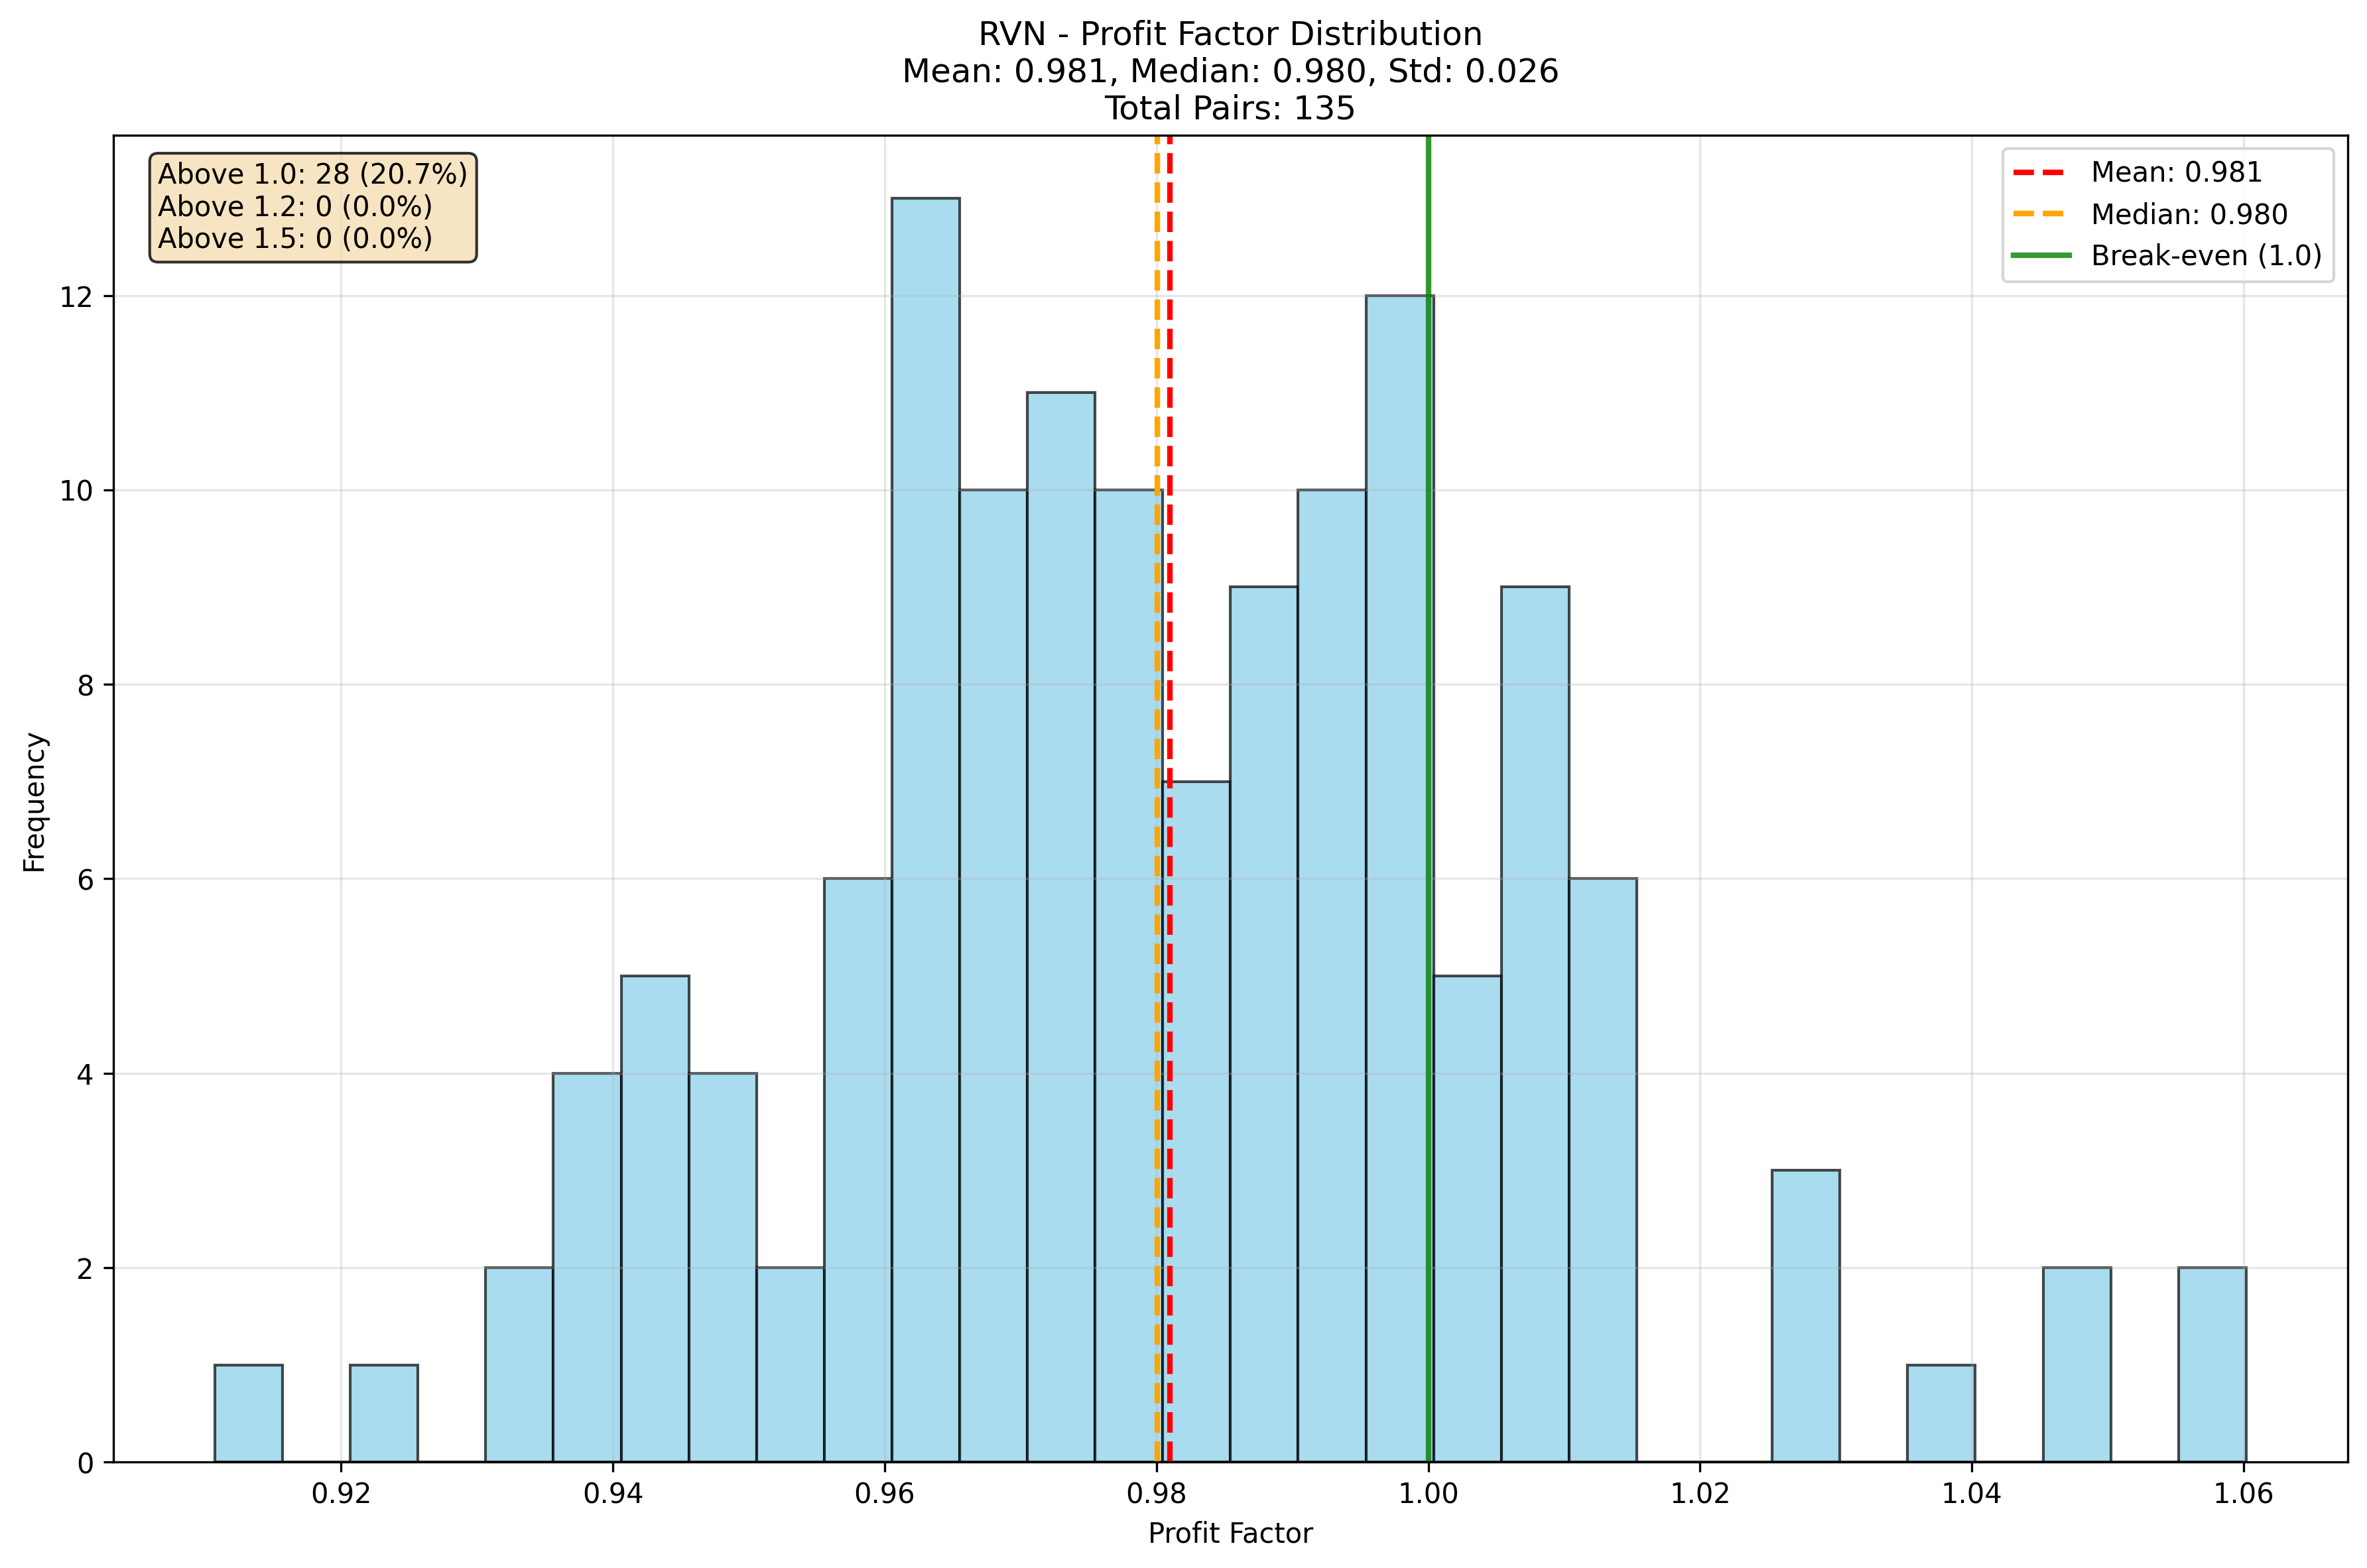 RVN - Profit Factor Distribution
Mean: 0.981, Median: 0.980, Std: 0.026
Total Pairs: 135
Above 1.0: 28 (20.7%)
Above 1.2: 0 (0.0%)
Above 1.5: 0 (0.0%)
Mean: 0.981
Median: 0.980
Break-even (1.0)
Frequency
12
10
8
6
4
2
0
0.92
0.94
0.96
0.98
1.00
1.02
1.04
1.06
Profit Factor